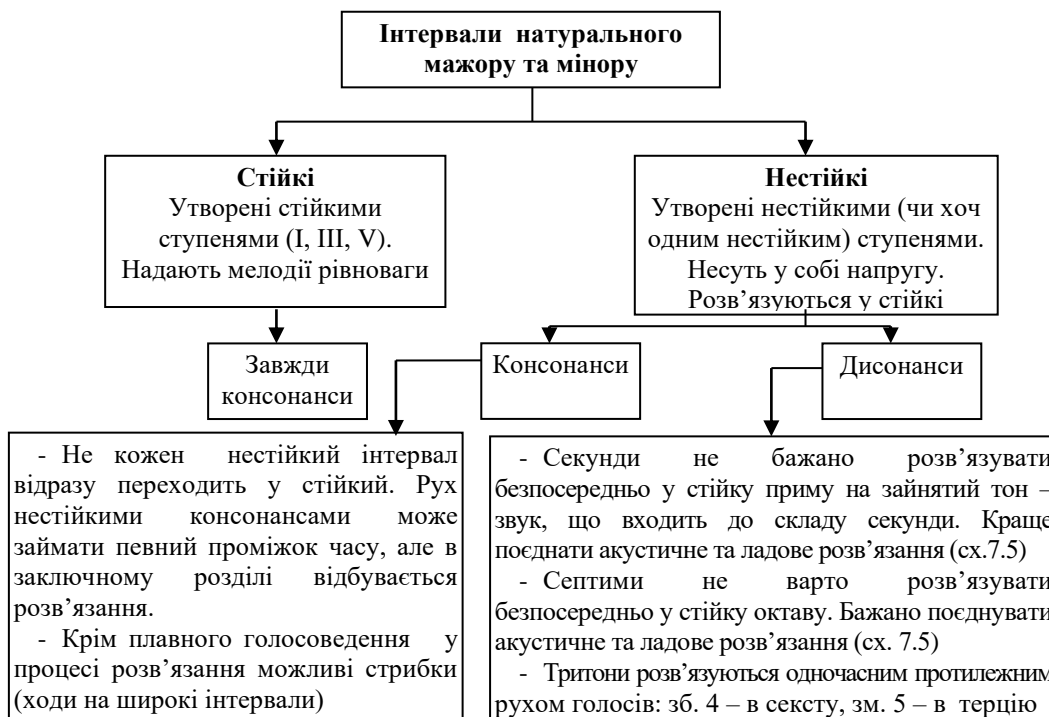 Інтервали натурального
мажору та мінору
Стійкі
Утворені стійкими
ступенями (І, ІІІ, V).
Надають мелодії рівноваги
Нестійкі
Утворені нестійкими (чи хоч
одним нестійким) ступенями.
Несуть у собі напругу.
Розв’язуються у стійкі
Завжди
консонанси
Консонанси
Дисонанси
- Не кожен нестійкий інтервал
відразу переходить у стійкий. Рух
нестійкими консонансами може
займати певний проміжок часу, але в
заключному розділі відбувається
розв’язання.
- Крім плавного голосоведення у
процесі розв’язання можливі стрибки
(ходи на широкі інтервали)
- Секунди не бажано розв’язувати
безпосередньо у стійку приму на зайнятий тон –
звук, що входить до складу секунди. Краще
поєднати акустичне та ладове розв’язання (сх.7.5)
- Септими не варто розв’язувати
безпосередньо у стійку октаву. Бажано поєднувати
акустичне та ладове розв’язання (сх. 7.5)
- Тритони розв’язуються одночасним протилежним
рухом голосів: зб. 4 – в сексту, зм. 5 – в терцію